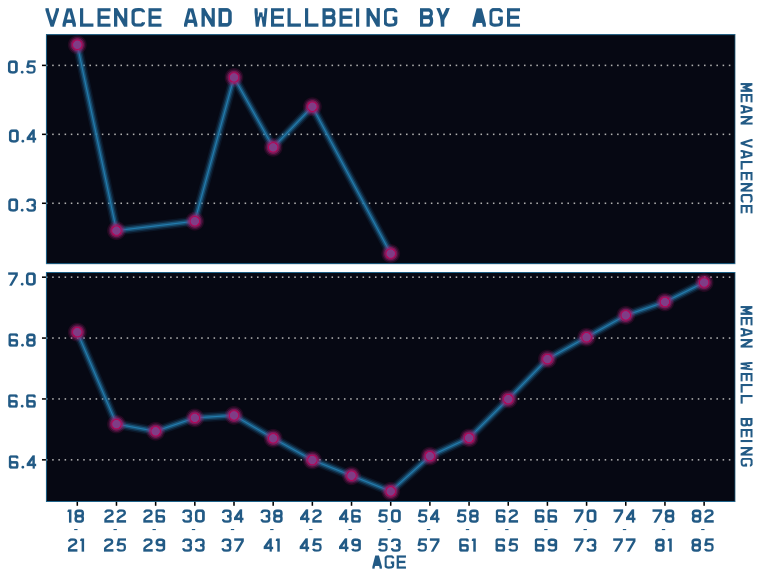 VALENCE AND WELLBEING BY AGE
0.5
0.4
0.3
MEAN VALENCE
7.0
6.8
6.6
6.4
MEAN WELL BEING
18 22 26 30 34 38 42 46 50 54 58 62 66 70 74 78 82
- - - - - - - - - - - - - - - - -
21 25 29 33 37 41 45 49 53 57 61 65 69 73 77 81 85
AGE